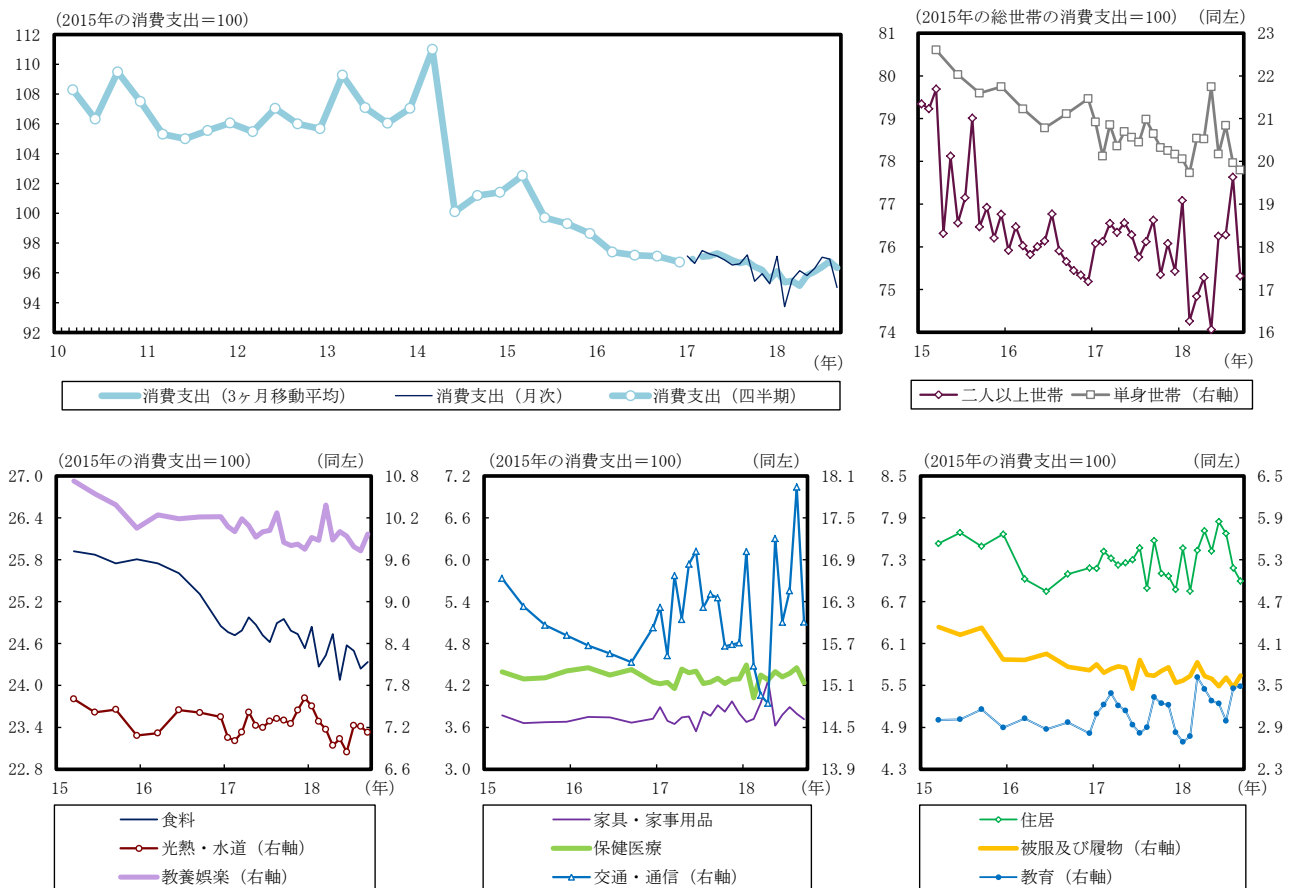 (2015年の消費支出＝100)
112
110
108
106
104
102
100
98
96
94
92
10 11 12 13 14 15 16 17 18
(年)
消費支出（3ヶ月移動平均） 消費支出（月次） 消費支出（四半期）
(2015年の総世帯の消費支出＝100) (同左)
81
80
79
78
77
76
75
74
23
22
21
20
19
18
17
16
15 16 17 18
(年)
二人以上世帯 単身世帯（右軸）
(2015年の消費支出＝100) (同左)
27.0
26.4
25.8
25.2
24.6
24.0
23.4
22.8
10.8
10.2
9.6
9.0
8.4
7.8
7.2
6.6
15 16 17 18
(年)
食料
光熱・水道（右軸）
教養娯楽（右軸）
(2015年の消費支出＝100) (同左)
7.2
6.6
6.0
5.4
4.8
4.2
3.6
3.0
18.1
17.5
16.9
16.3
15.7
15.1
14.5
13.9
15 16 17 18
(年)
家具・家事用品
保健医療
交通・通信（右軸）
(2015年の消費支出＝100) (同左)
8.5
7.9
7.3
6.7
6.1
5.5
4.9
4.3
6.5
5.9
5.3
4.7
4.1
3.5
2.9
2.3
15 16 17 18
(年)
住居
被服及び履物（右軸）
教育（右軸）